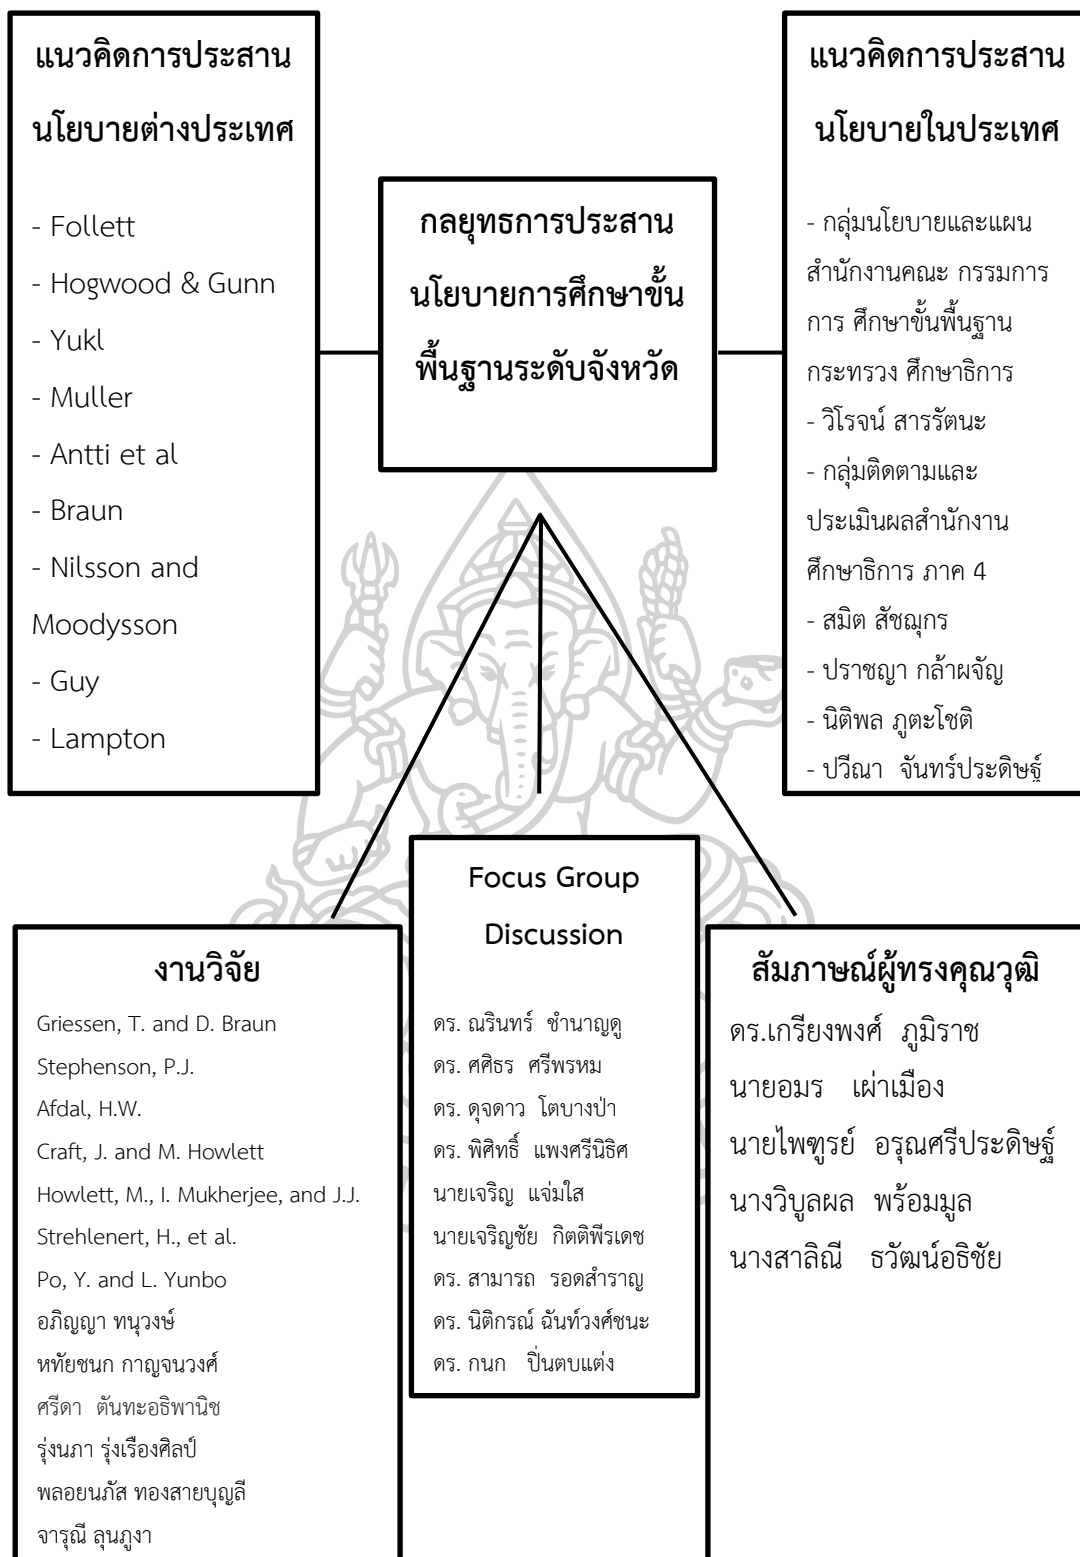 แนวคิดการประสาน
นโยบายต่างประเทศ
- Follett
- Hogwood & Gunn
- Yukl
- Muller
- Antti et al
- Braun
- Nilsson and
Moodysson
- Guy
- Lampton
กลยุทธการประสาน
นโยบายการศึกษาขั้น
พื้นฐานระดับจังหวัด
แนวคิดการประสาน
นโยบายในประเทศ
- กลุ่มนโยบายและแผน
สำนักงานคณะ กรรมการ
การ ศึกษาขั้นพื้นฐาน
กระทรวง ศึกษาธิการ
- วิโรจน์ สารรัตนะ
- กลุ่มติดตามและ
ประเมินผลสำนักงาน
ศึกษาธิการ ภาค 4
- สมิต สัชฌุกร
- ปราชญา กล้าผจัญ
- นิติพล ภูตะโชติ
- ปวีณา จันทร์ประดิษฐ์
งานวิจัย
Griessen, T. and D. Braun
Stephenson, P.J.
Afdal, H.W.
Craft, J. and M. Howlett
Howlett, M., I. Mukherjee, and J.J.
Strehlenert, H., et al.
Po, Y. and L. Yunbo
อภิญญา ทนุวงษ์
หทัยชนก กาญจนวงศ์
ศรีดา ตันทะอธิพานิช
รุ่งนภา รุ่งเรืองศิลป์
พลอยนภัส ทองสายบุญลี
จารุณี ลุนภูงา
Focus Group
Discussion
ดร. ณรินทร์ ชำนาญดู
ดร. ศศิธร ศรีพรหม
ดร. ดุจดาว โตบางป่า
ดร. พิศิทธิ์ แพงศรีนิธิศ
นายเจริญ แจ่มใส
นายเจริญชัย กิตติพีรเดช
ดร. สามารถ รอดสำราญ
ดร. นิติกรณ์ ฉันท์วงศ์ชนะ
ดร. กนก ปิ่นตบแต่ง
สัมภาษณ์ผู้ทรงคุณวุฒิ
ดร.เกรียงพงศ์ ภูมิราช
นายอมร เผ่าเมือง
นายไพฑูรย์ อรุณศรีประดิษฐ์
นางวิบูลผล พร้อมมูล
นางสาลิณี ธวัฒน์อธิชัย